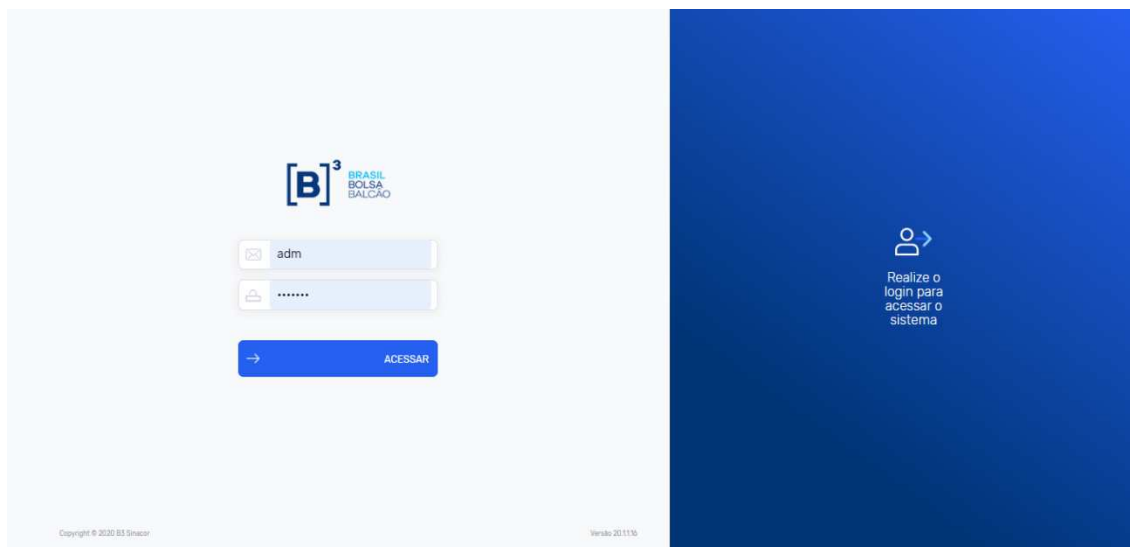 [B]³ BRASIL
BOLSA
BALCÃO
adm
•••••••
ACESSAR
Copyright © 2020 B3 Sinacor
Versão 20.1.1.16
Realize o
login para
acessar o
sistema